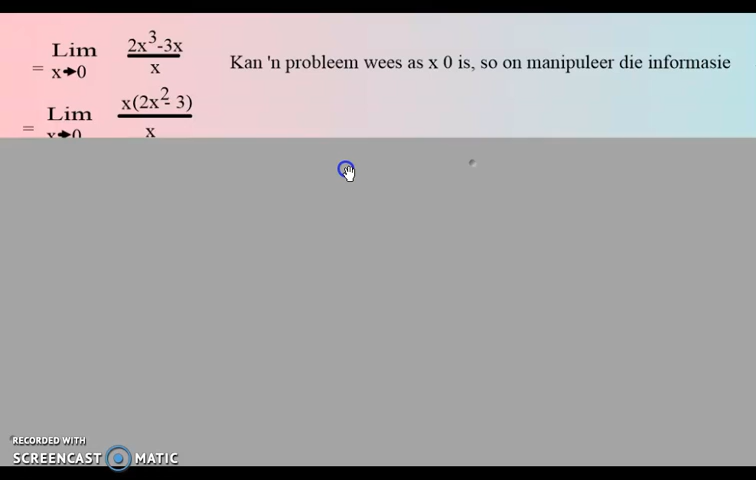 = Lim x→0 2x³-3x / x Kan 'n probleem wees as x 0 is, so on manipuleer die informasie
= Lim x→0 x(2x² - 3) / x
RECORDED WITH
SCREENCAST MATIC